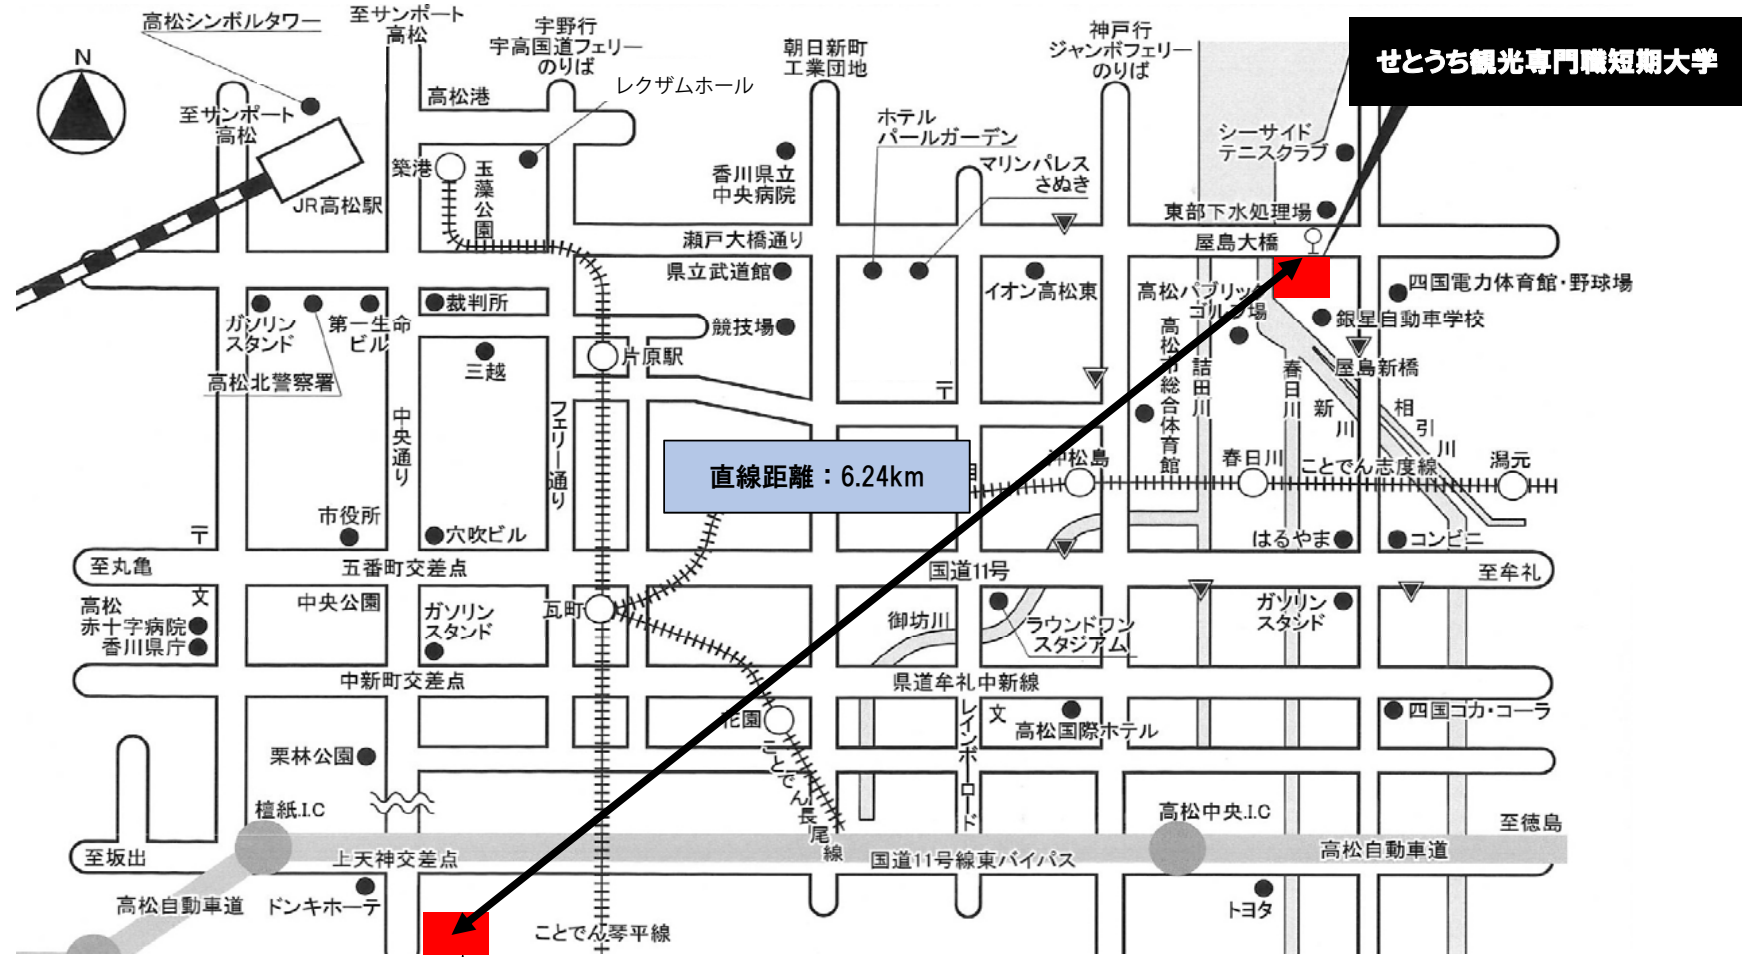 高松シンボルタワー
至サンポート
高松
宇野行
宇高国道フェリー
のりば
朝日新町
工業団地
神戸行
ジャンボフェリー
のりば
せとうち観光専門職短期大学
N
至サンポート
高松
高松港
レクザムホール
ホテル
パールガーデン
シーサイド
テニスクラブ
築港
玉藻公園
香川県立
中央病院
マリンパレス
さぬき
JR高松駅
東部下水処理場
瀬戸大橋通り
屋島大橋
県立武道館
イオン高松東
高松パブリック
ゴルフ場
四国電力体育館・野球場
ガソリン
スタンド
第一生命
ビル
裁判所
競技場
銀星自動車学校
高松北警察署
三越
片原駅
〒
高松市総合体育館
詰田川
春日川
新川
屋島新橋
相引川
中央通り
フェリー通り
直線距離：6.24km
沖松島
春日川
ことでん志度線
潟元
〒
市役所
穴吹ビル
はるやま
コンビニ
至丸亀
五番町交差点
国道11号
至牟礼
高松
赤十字病院
香川県庁
文
中央公園
ガソリン
スタンド
瓦町
御坊川
ラウンドワン
スタジアム
ガソリン
スタンド
中新町交差点
県道牟礼中新線
花園
レインボーロード
文
高松国際ホテル
四国コカ・コーラ
栗林公園
ことでん長尾線
檀紙.I.C
高松中央.I.C
至徳島
至坂出
上天神交差点
国道11号線東バイパス
高松自動車道
高松自動車道
ドンキホーテ
トヨタ
ことでん琴平線